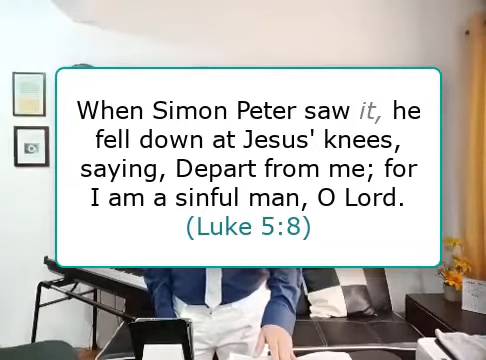 When Simon Peter saw it, he
fell down at Jesus' knees,
saying, Depart from me; for
I am a sinful man, O Lord.
(Luke 5:8)